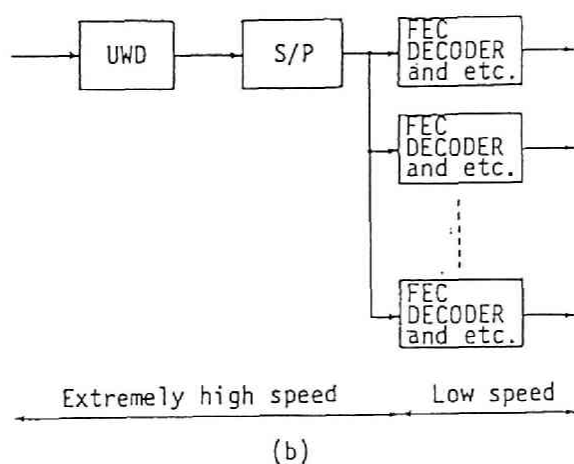 UWD
S/P
FEC
DECODER
and etc.
FEC
DECODER
and etc.
FEC
DECODER
and etc.
Extremely high speed
Low speed
(b)